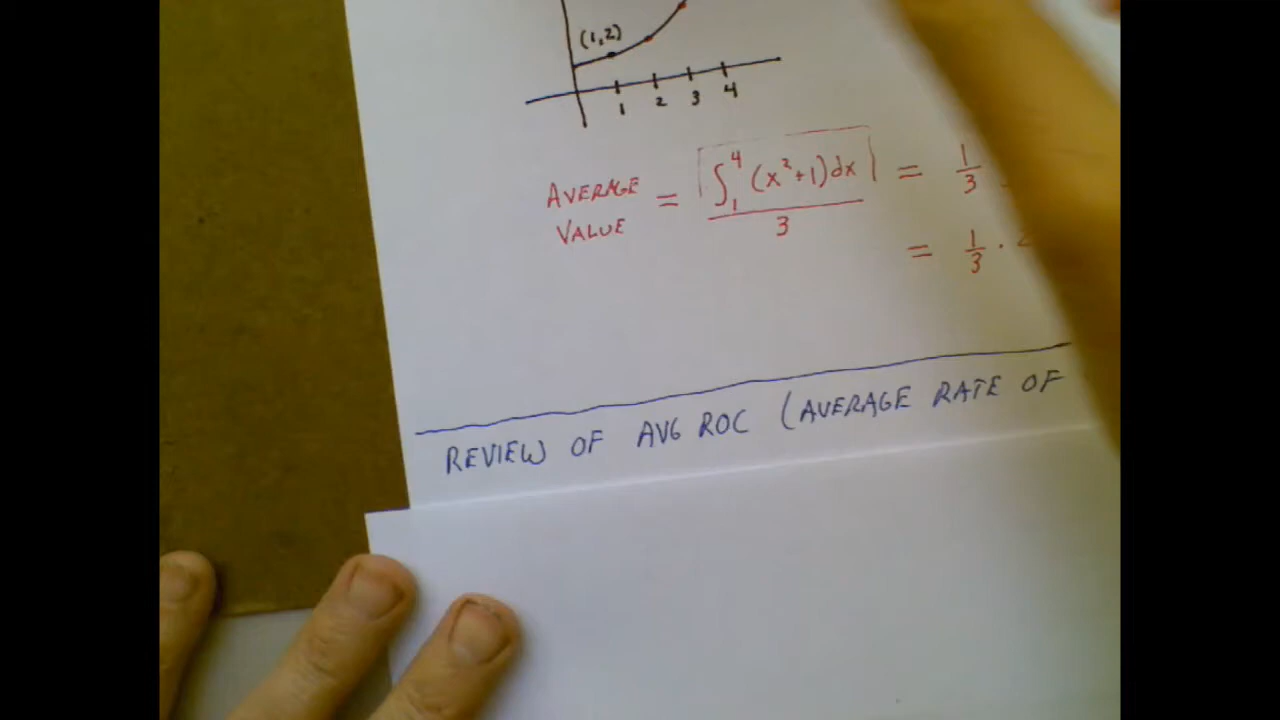 (1,2)
1 2 3 4
AVERAGE VALUE = ∫₁⁴ (x²+1) dx / 3 = 1/3
= 1/3 ·
REVIEW OF AVG ROC (AVERAGE RATE OF